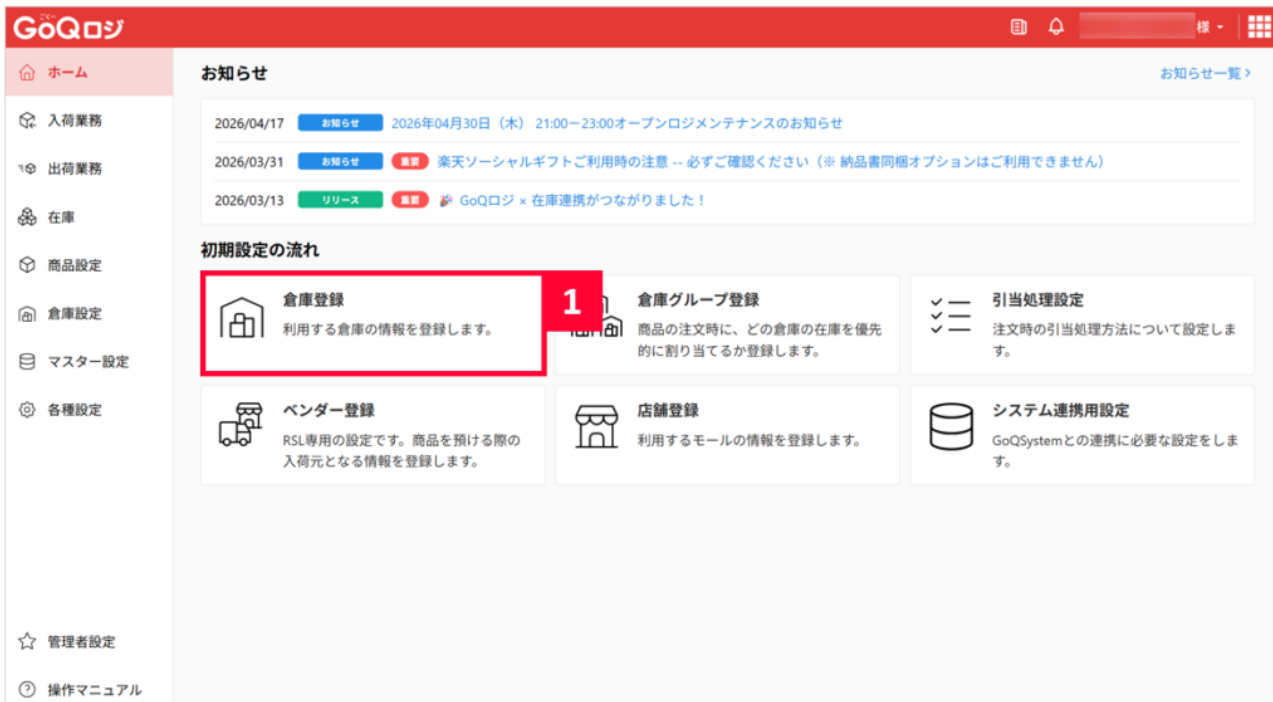 ごくー
GoQロジ
様
ホーム
入荷業務
出荷業務
在庫
商品設定
倉庫設定
マスター設定
各種設定
管理者設定
操作マニュアル
お知らせ
お知らせ一覧
2026/04/17 お知らせ 2026年04月30日（木） 21:00ー23:00オープンロジメンテナンスのお知らせ
2026/03/31 お知らせ 重要 楽天ソーシャルギフトご利用時の注意 -- 必ずご確認ください（※ 納品書同梱オプションはご利用できません）
2026/03/13 リリース 重要 🎉 GoQロジ × 在庫連携がつながりました！
初期設定の流れ
倉庫登録
利用する倉庫の情報を登録します。
1
倉庫グループ登録
商品の注文時に、どの倉庫の在庫を優先
的に割り当てるか登録します。
引当処理設定
注文時の引当処理方法について設定しま
す。
ベンダー登録
RSL専用の設定です。商品を預ける際の
入荷元となる情報を登録します。
店舗登録
利用するモールの情報を登録します。
システム連携用設定
GoQSystemとの連携に必要な設定をしま
す。